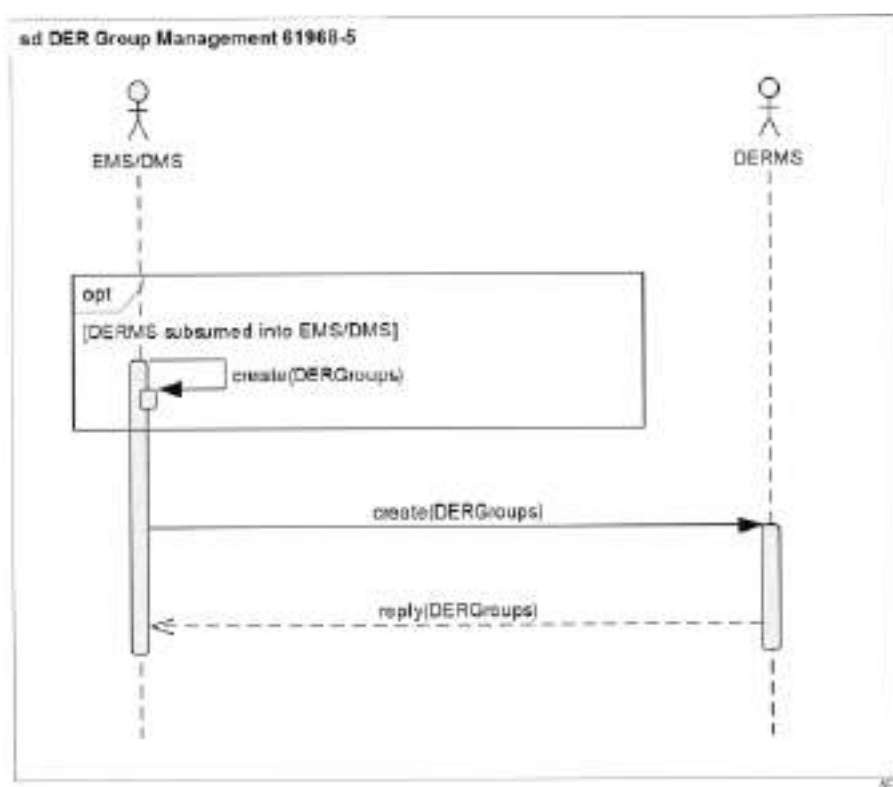 sd DER Group Management 61968-5
EMS/DMS
DERMS
opt
[DERMS subsumed into EMS/DMS]
create(DERGroups)
create(DERGroups)
reply(DERGroups)